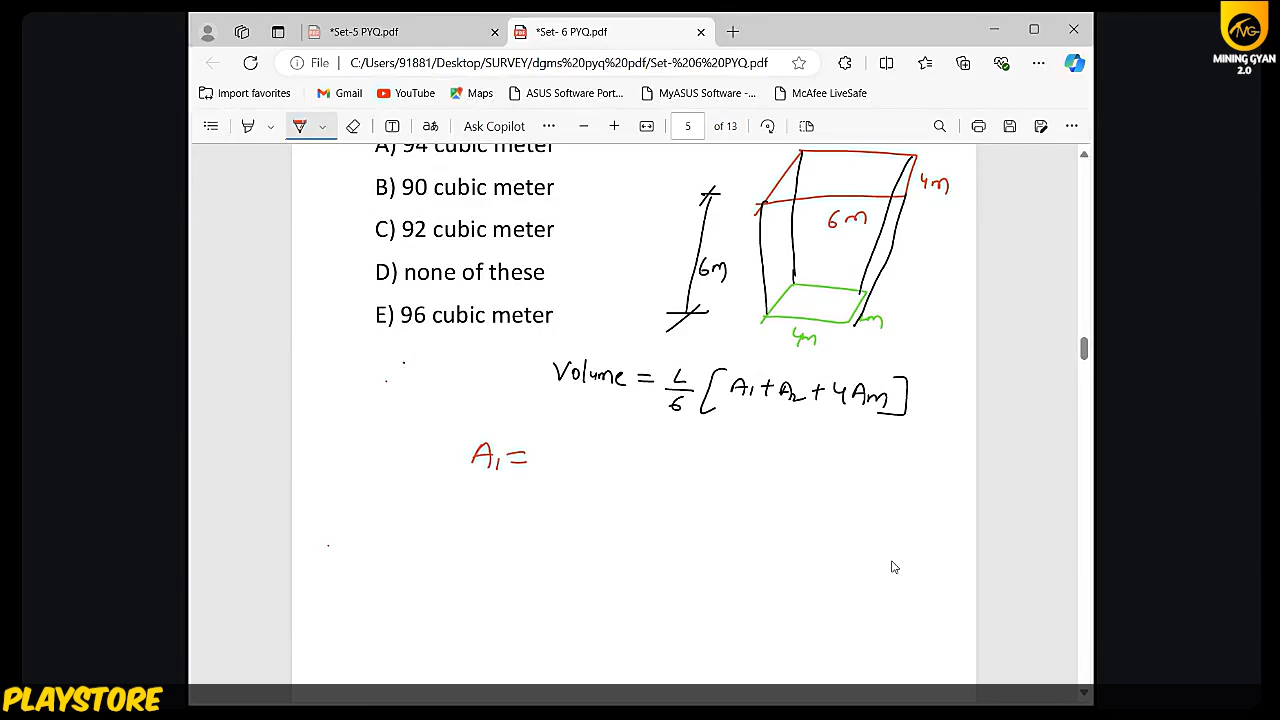 MINING GYAN
2.0
*Set-5 PYQ.pdf
*Set- 6 PYQ.pdf
File C:/Users/91881/Desktop/SURVEY/dgms%20pyq%20pdf/Set-%206%20PYQ.pdf
Import favorites Gmail YouTube Maps ASUS Software Port... MyASUS Software -... McAfee LiveSafe
Ask Copilot 5 of 13
A) 94 cubic meter
B) 90 cubic meter
C) 92 cubic meter
D) none of these
E) 96 cubic meter
4m
6m
6m
4m
Volume = L/6 [A₁ + A₂ + 4Am]
A₁ =
PLAYSTORE